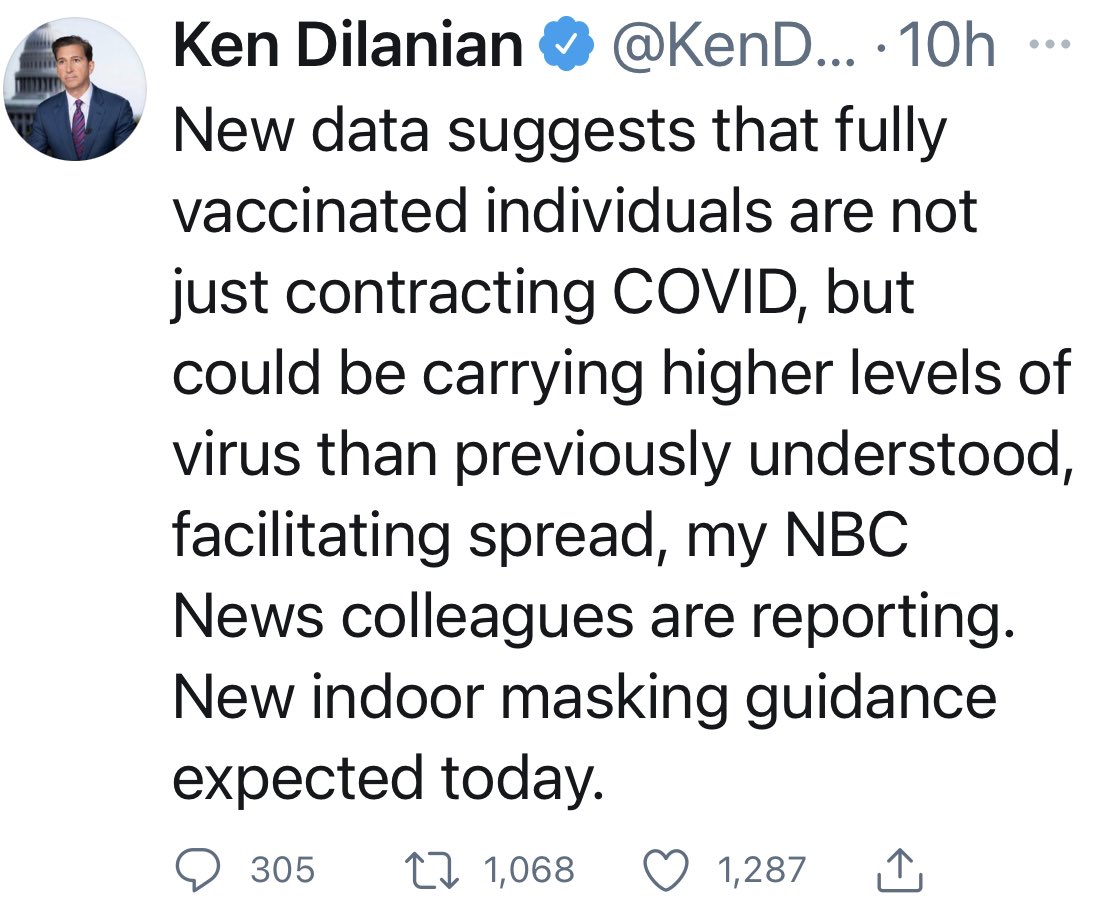 Ken Dilanian @KenD... · 10h
New data suggests that fully
vaccinated individuals are not
just contracting COVID, but
could be carrying higher levels of
virus than previously understood,
facilitating spread, my NBC
News colleagues are reporting.
New indoor masking guidance
expected today.
305 1,068 1,287